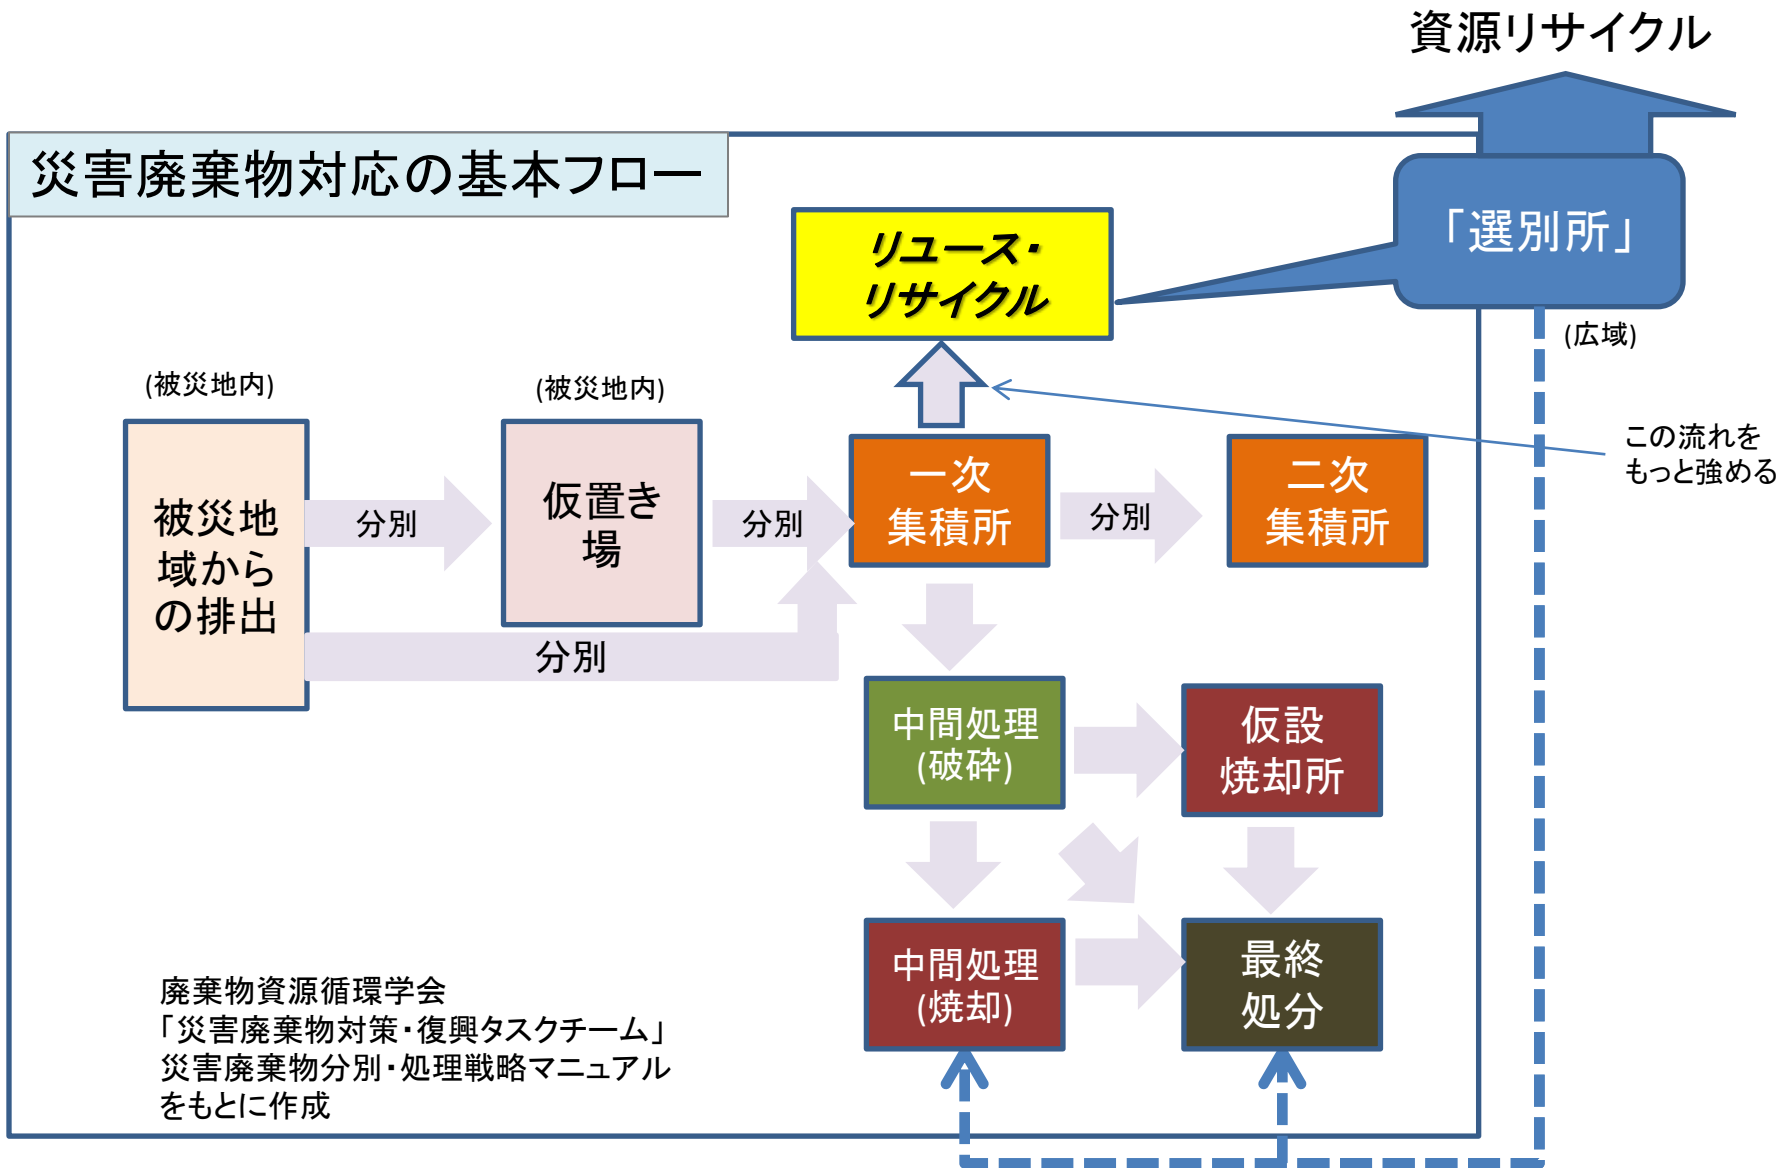 資源リサイクル
災害廃棄物対応の基本フロー
「選別所」
リユース・
リサイクル
(広域)
(被災地内)
(被災地内)
この流れを
もっと強める
被災地
域から
の排出
分別
仮置き
場
分別
一次
集積所
分別
二次
集積所
分別
中間処理
(破砕)
仮設
焼却所
中間処理
(焼却)
最終
処分
廃棄物資源循環学会
「災害廃棄物対策・復興タスクチーム」
災害廃棄物分別・処理戦略マニュアル
をもとに作成